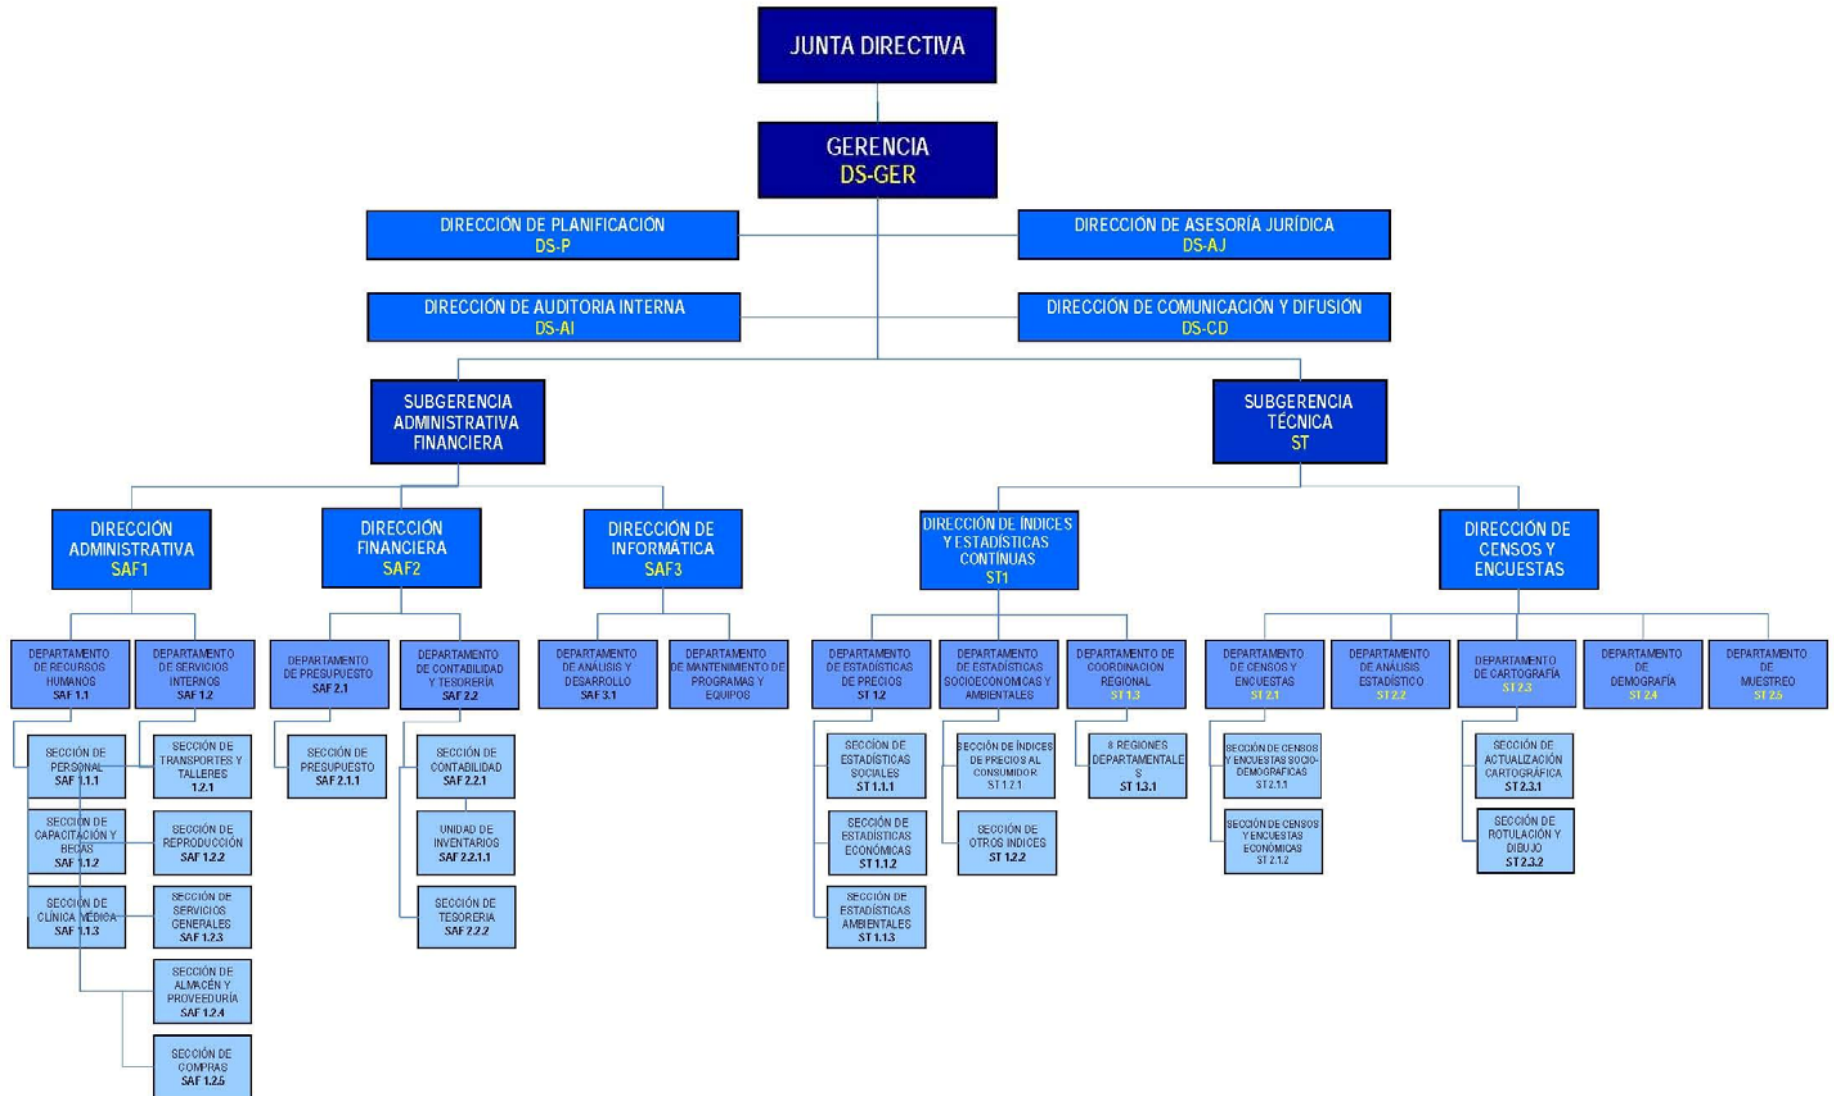 JUNTA DIRECTIVA
GERENCIA
DS-GER
DIRECCIÓN DE PLANIFICACIÓN
DS-P
DIRECCIÓN DE ASESORÍA JURÍDICA
DS-AJ
DIRECCIÓN DE AUDITORIA INTERNA
DS-AI
DIRECCIÓN DE COMUNICACIÓN Y DIFUSIÓN
DS-CD
SUBGERENCIA
ADMINISTRATIVA
FINANCIERA
SUBGERENCIA
TÉCNICA
ST
DIRECCIÓN
ADMINISTRATIVA
SAF1
DIRECCIÓN
FINANCIERA
SAF2
DIRECCIÓN DE
INFORMÁTICA
SAF3
DIRECCIÓN DE ÍNDICES
Y ESTADÍSTICAS
CONTÍNUAS
ST1
DIRECCIÓN DE
CENSOS Y
ENCUESTAS
DEPARTAMENTO
DE RECURSOS
HUMANOS
SAF 1.1
DEPARTAMENTO
DE SERVICIOS
INTERNOS
SAF 1.2
DEPARTAMENTO
DE PRESUPUESTO
SAF 2.1
DEPARTAMENTO
DE CONTABILIDAD
Y TESORERÍA
SAF 2.2
DEPARTAMENTO
DE ANÁLISIS Y
DESARROLLO
SAF 3.1
DEPARTAMENTO
DE MANTENIMIENTO DE
PROGRAMAS Y
EQUIPOS
DEPARTAMENTO
DE ESTADÍSTICAS
DE PRECIOS
ST 1.2
DEPARTAMENTO
DE ESTADÍSTICAS
SOCIOECONOMICAS Y
AMBIENTALES
DEPARTAMENTO DE
COORDINACION
REGIONAL
ST 1.3
DEPARTAMENTO
DE CENSOS Y
ENCUESTAS
ST 2.1
DEPARTAMENTO
DE ANÁLISIS
ESTADÍSTICO
ST 2.2
DEPARTAMENTO
DE CARTOGRAFÍA
ST 2.3
DEPARTAMENTO
DE
DEMOGRAFÍA
ST 2.4
DEPARTAMENTO
DE
MUESTREO
ST 2.5
SECCIÓN DE
PERSONAL
SAF 1.1.1
SECCIÓN DE
TRANSPORTES Y
TALLERES
1.2.1
SECCIÓN DE
PRESUPUESTO
SAF 2.1.1
SECCIÓN DE
CONTABILIDAD
SAF 2.2.1
SECCÍON DE
ESTADÍSTICAS
SOCIALES
ST 1.1.1
SECCIÓN DE ÍNDICES
DE PRECIOS AL
CONSUMIDOR
ST 1.2.1
8 REGIONES
DEPARTAMENTALE
S
ST 1.3.1
SECCIÓN DE CENSOS
Y ENCUESTAS SOCIO-
DEMOGRAFICAS
ST 2.1.1
SECCIÓN DE
ACTUALIZACIÓN
CARTOGRÁFICA
ST 2.3.1
SECCIÓN DE
CAPACITACIÓN Y
BECAS
SAF 1.1.2
SECCIÓN DE
REPRODUCCIÓN
SAF 1.2.2
UNIDAD DE
INVENTARIOS
SAF 2.2.1.1
SECCIÓN DE
ESTADÍSTICAS
ECONÓMICAS
ST 1.1.2
SECCIÓN DE
OTROS INDICES
ST 1.2.2
SECCIÓN DE CENSOS
Y ENCUESTAS
ECONÓMICAS
ST 2.1.2
SECCIÓN DE
ROTULACIÓN Y
DIBUJO
ST 2.3.2
SECCIÓN DE
CLÍNICA MÉDICA
SAF 1.1.3
SECCIÓN DE
SERVICIOS
GENERALES
SAF 1.2.3
SECCIÓN DE
TESORERIA
SAF 2.2.2
SECCIÓN DE
ESTADÍSTICAS
AMBIENTALES
ST 1.1.3
SECCIÓN DE
ALMACÉN Y
PROVEEDURÍA
SAF 1.2.4
SECCIÓN DE
COMPRAS
SAF 1.2.5